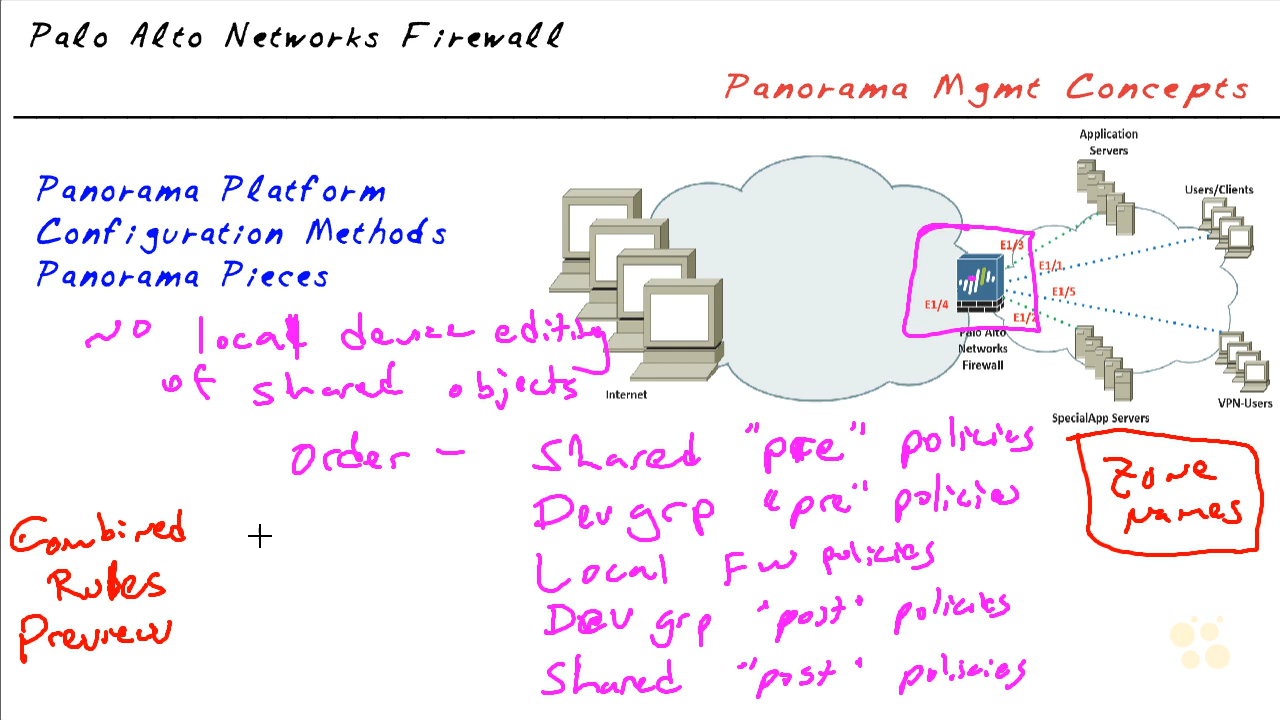 Palo Alto Networks Firewall
Panorama Mgmt Concepts
Panorama Platform
Configuration Methods
Panorama Pieces
Application
Servers
Users/Clients
E1/3
E1/1
E1/5
E1/4
E1/2
Palo Alto
Networks
Firewall
Internet
SpecialApp Servers
VPN-Users
No local device editing
of shared objects
Order - Shared "pre" policies
Dev grp "pre" policies
Local FW policies
Dev grp "post" policies
Shared "post" policies
Zone
Names
Combined
Rules
Preview